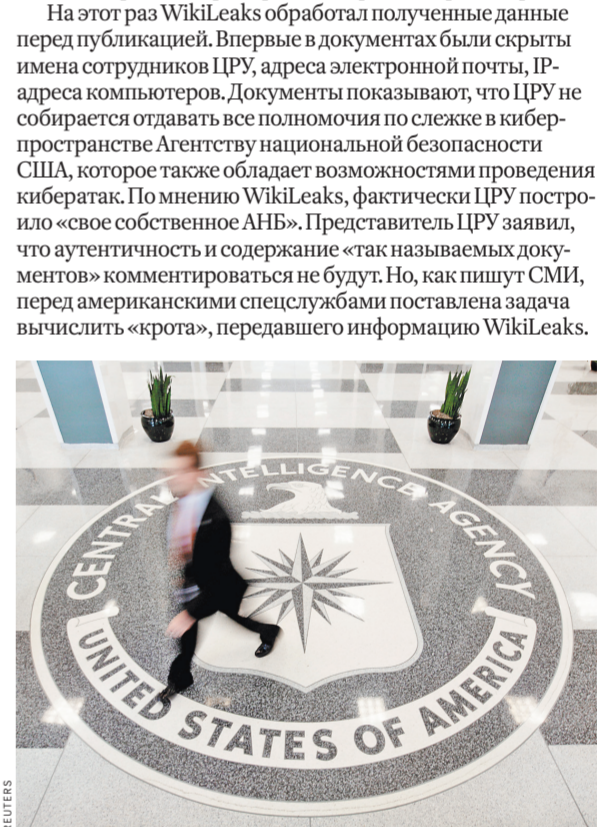 На этот раз WikiLeaks обработал полученные данные
перед публикацией. Впервые в документах были скрыты
имена сотрудников ЦРУ, адреса электронной почты, IP-
адреса компьютеров. Документы показывают, что ЦРУ не
собирается отдавать все полномочия по слежке в кибер-
пространстве Агентству национальной безопасности
США, которое также обладает возможностями проведения
кибератак. По мнению WikiLeaks, фактически ЦРУ постро-
ило «свое собственное АНБ». Представитель ЦРУ заявил,
что аутентичность и содержание «так называемых доку-
ментов» комментироваться не будут. Но, как пишут СМИ,
перед американскими спецслужбами поставлена задача
вычислить «крота», передавшего информацию WikiLeaks.
CENTRAL INTELLIGENCE AGENCY
UNITED STATES OF AMERICA
REUTERS